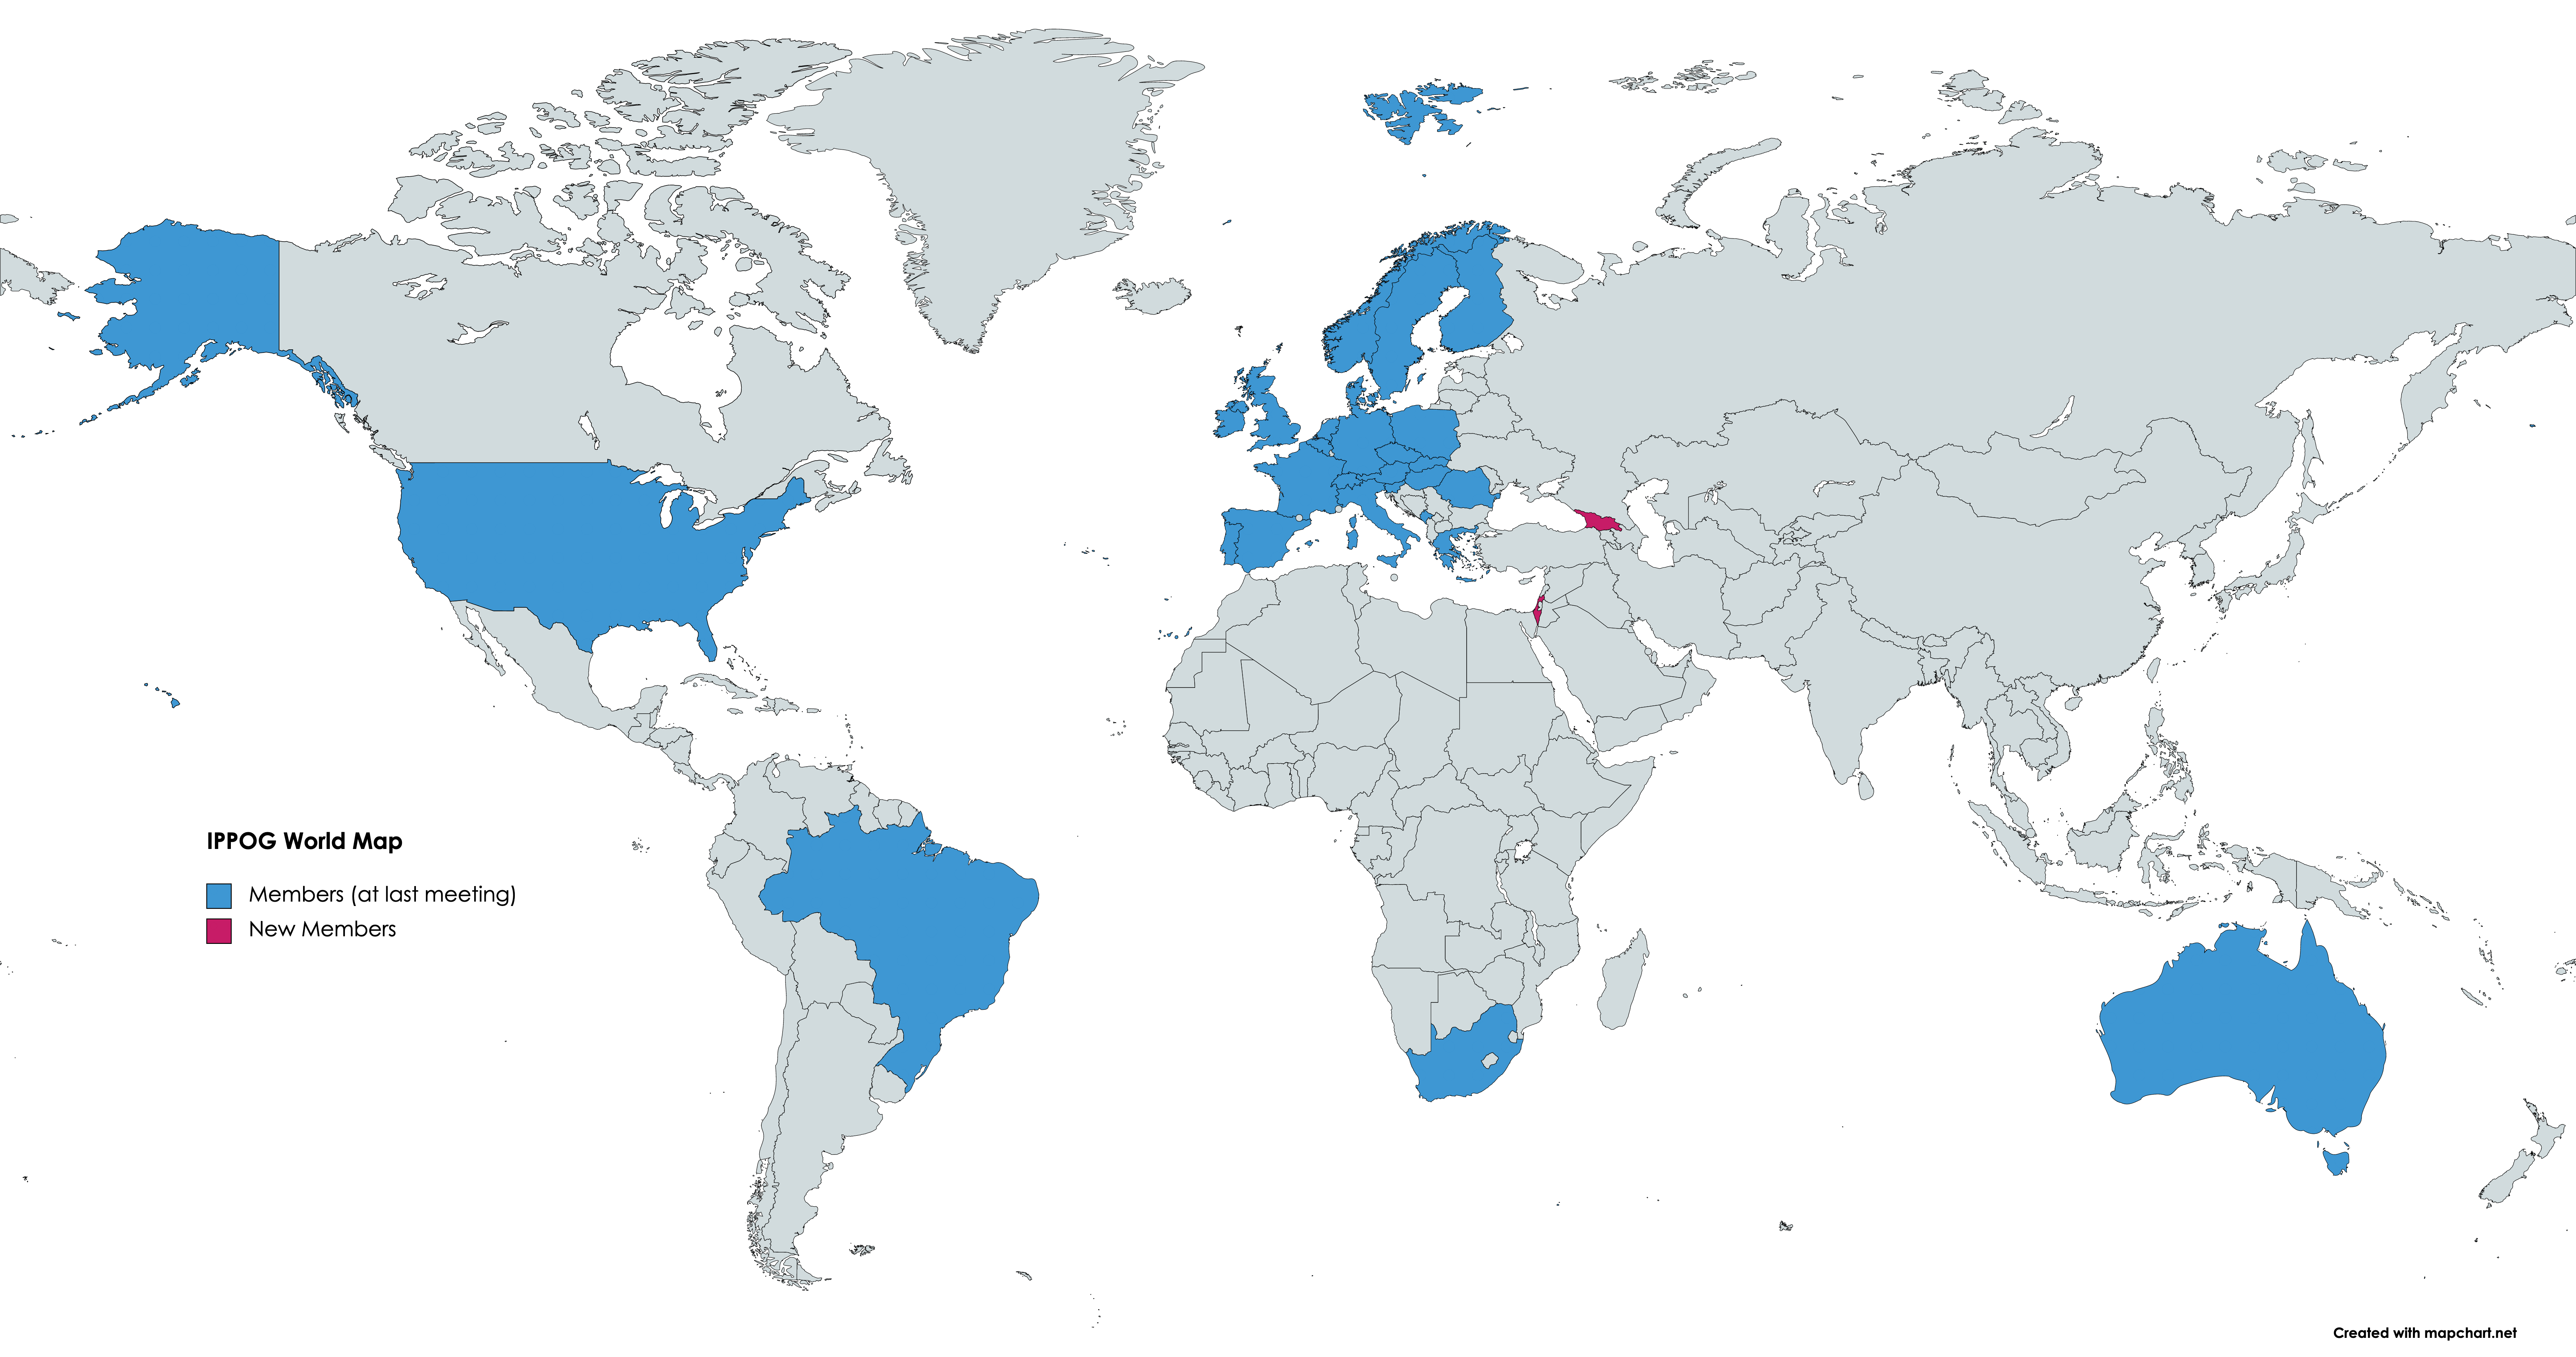 IPPOG World Map
Members (at last meeting)
New Members
Created with mapchart.net